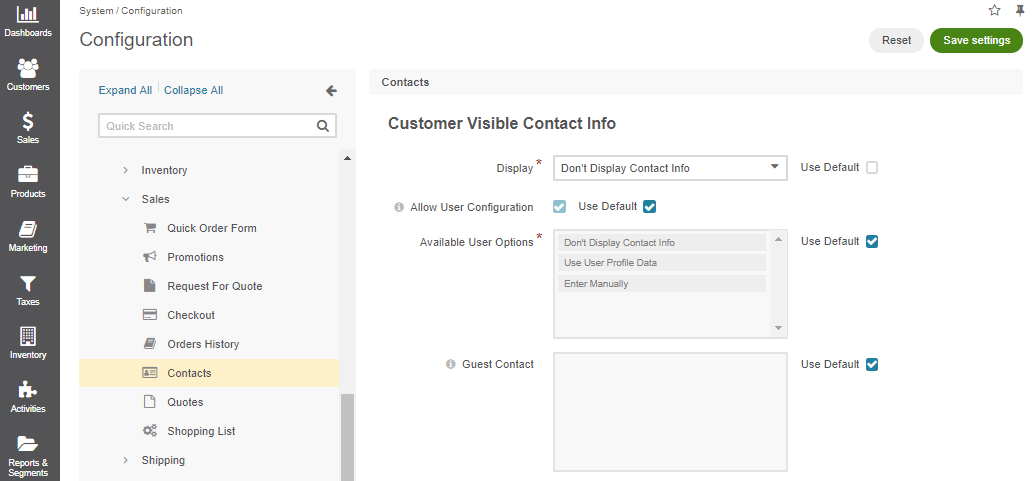 Dashboards
Customers
Sales
Products
Marketing
Taxes
Inventory
Activities
Reports &
Segments
System / Configuration
Configuration
Reset
Save settings
Expand All
Collapse All
Quick Search
Inventory
Sales
Quick Order Form
Promotions
Request For Quote
Checkout
Orders History
Contacts
Quotes
Shopping List
Shipping
Contacts
Customer Visible Contact Info
Display * Don't Display Contact Info Use Default
Allow User Configuration Use Default
Available User Options * Use Default
Don't Display Contact Info
Use User Profile Data
Enter Manually
Guest Contact Use Default